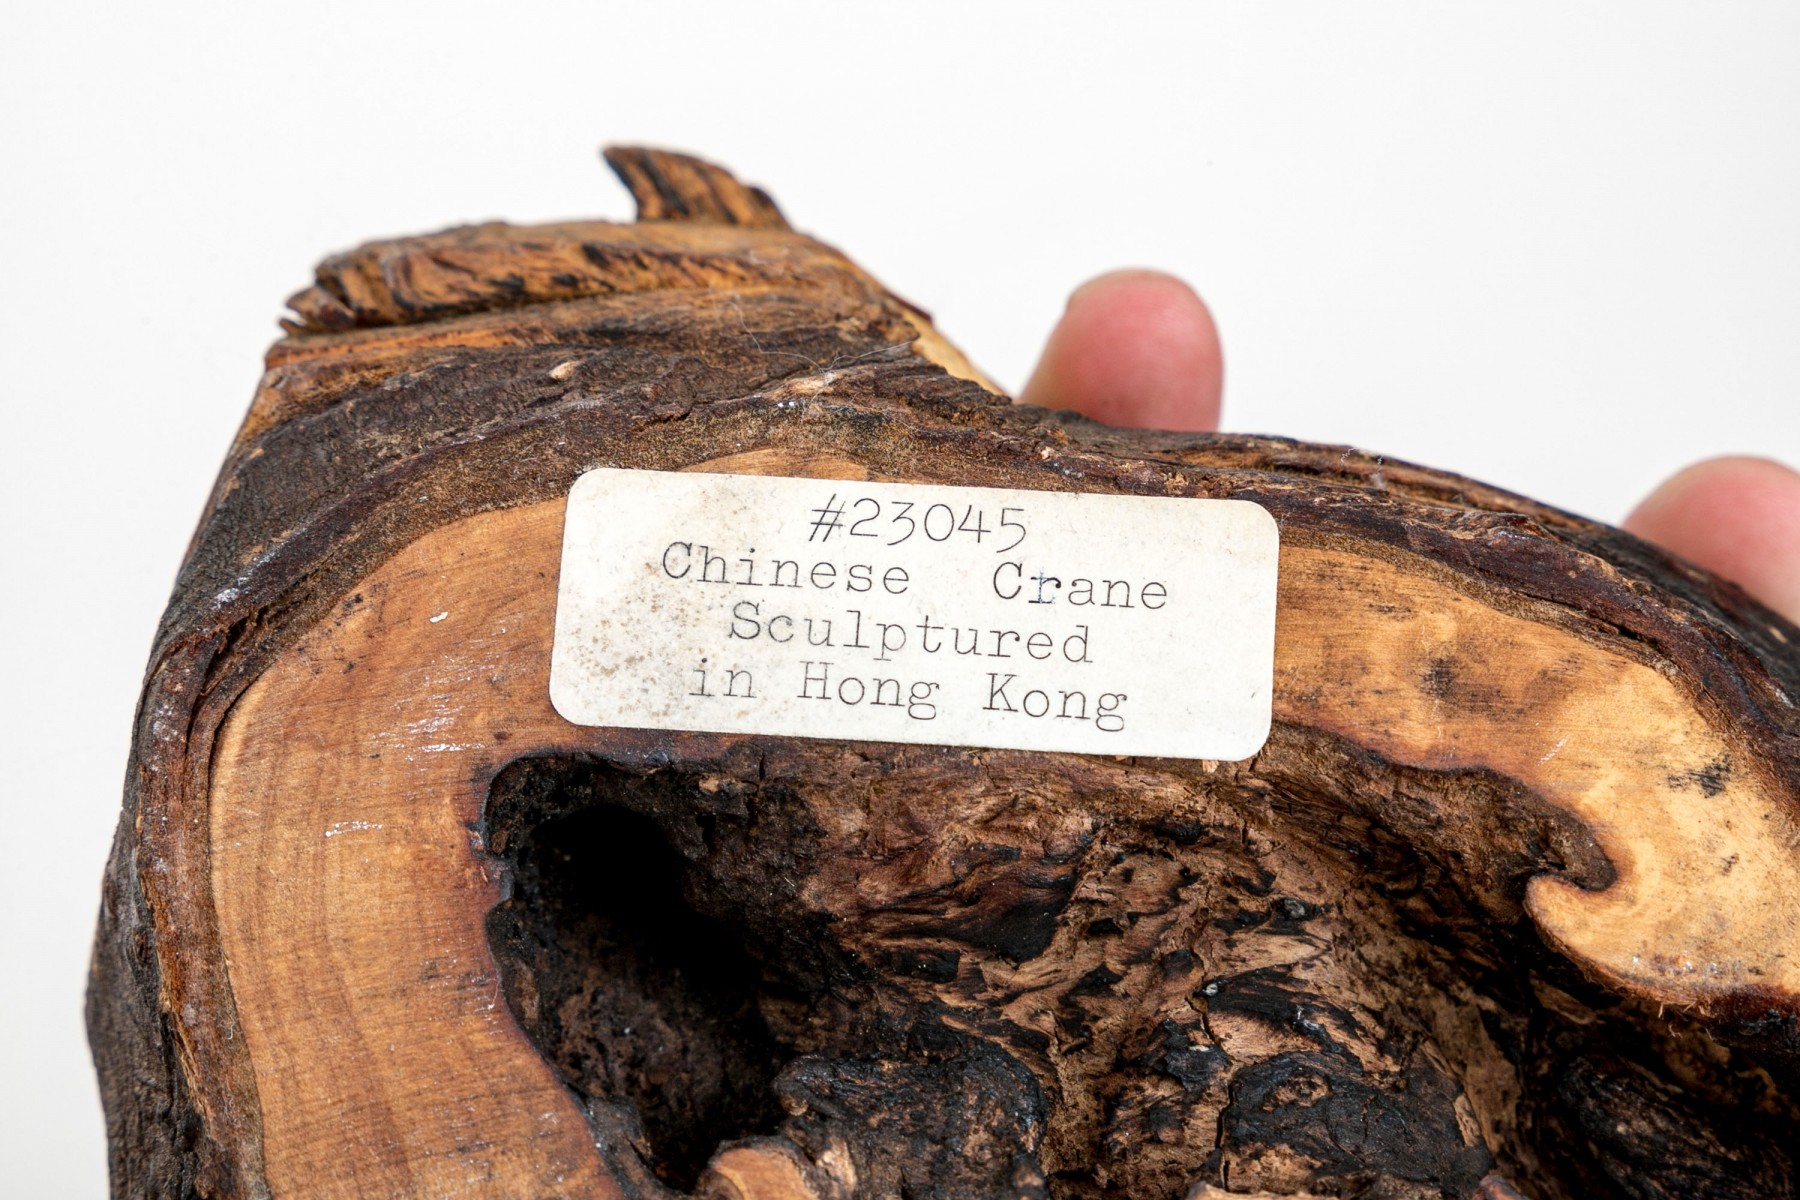 #23045
Chinese Crane
Sculptured
in Hong Kong